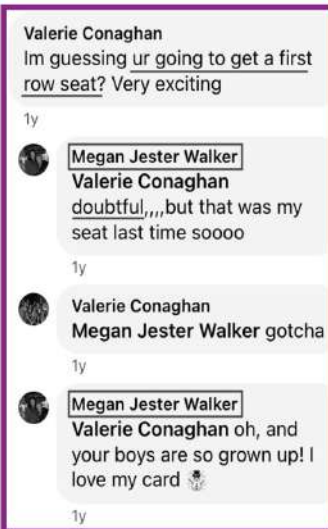 Valerie Conaghan
Im guessing ur going to get a first
row seat? Very exciting
1y
Megan Jester Walker
Valerie Conaghan
doubtful,,,,but that was my
seat last time soooo
1y
Valerie Conaghan
Megan Jester Walker gotcha
1y
Megan Jester Walker
Valerie Conaghan oh, and
your boys are so grown up! I
love my card ☃️
1y